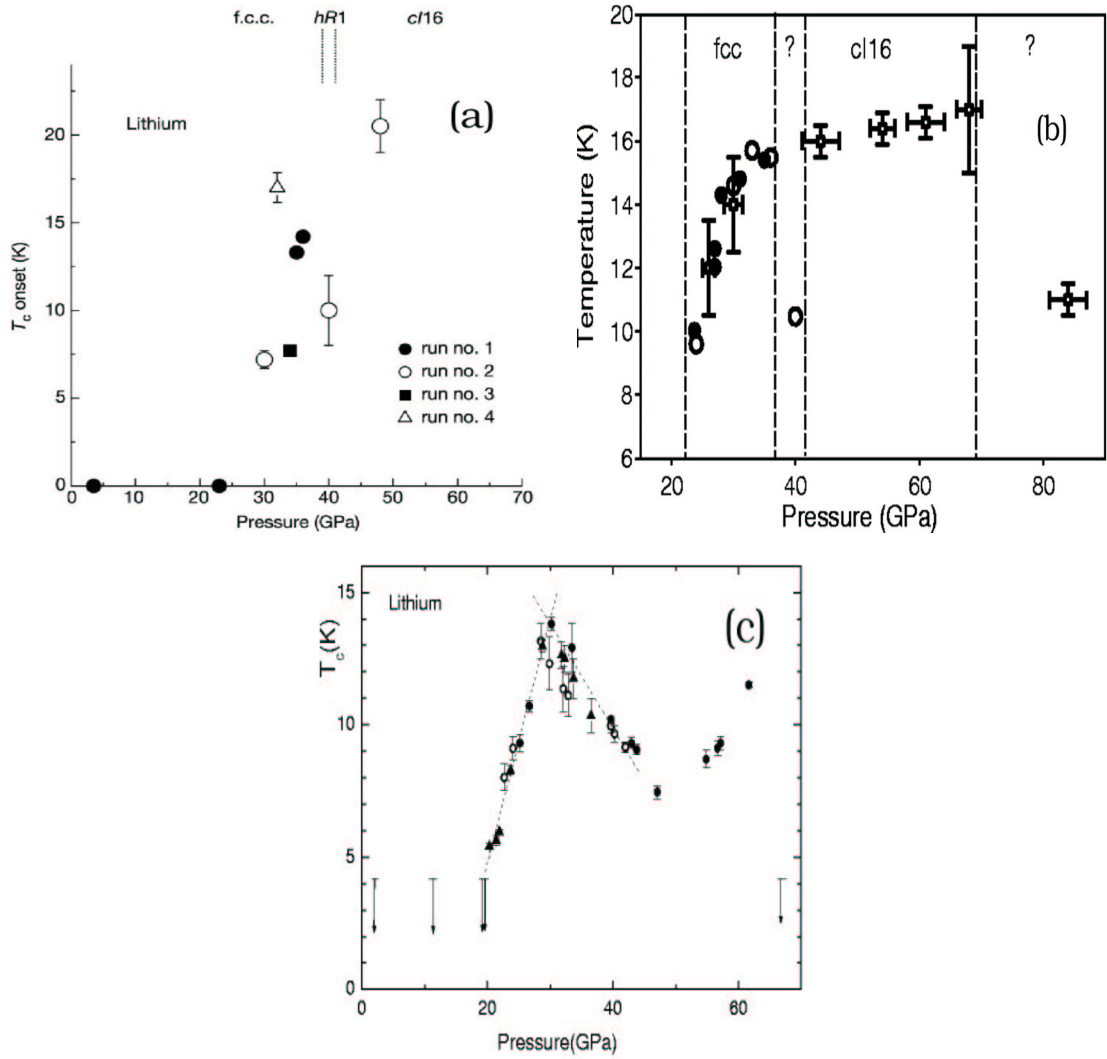 f.c.c. hR1 cI16
Lithium
(a)
T_c onset (K)
20
15
10
5
0
run no. 1
run no. 2
run no. 3
run no. 4
0 10 20 30 40 50 60 70
Pressure (GPa)
fcc ? cI16 ?
(b)
Temperature (K)
20
18
16
14
12
10
8
6
20 40 60 80
Pressure (GPa)
Lithium
(c)
T_c(K)
15
10
5
0
0 20 40 60
Pressure(GPa)